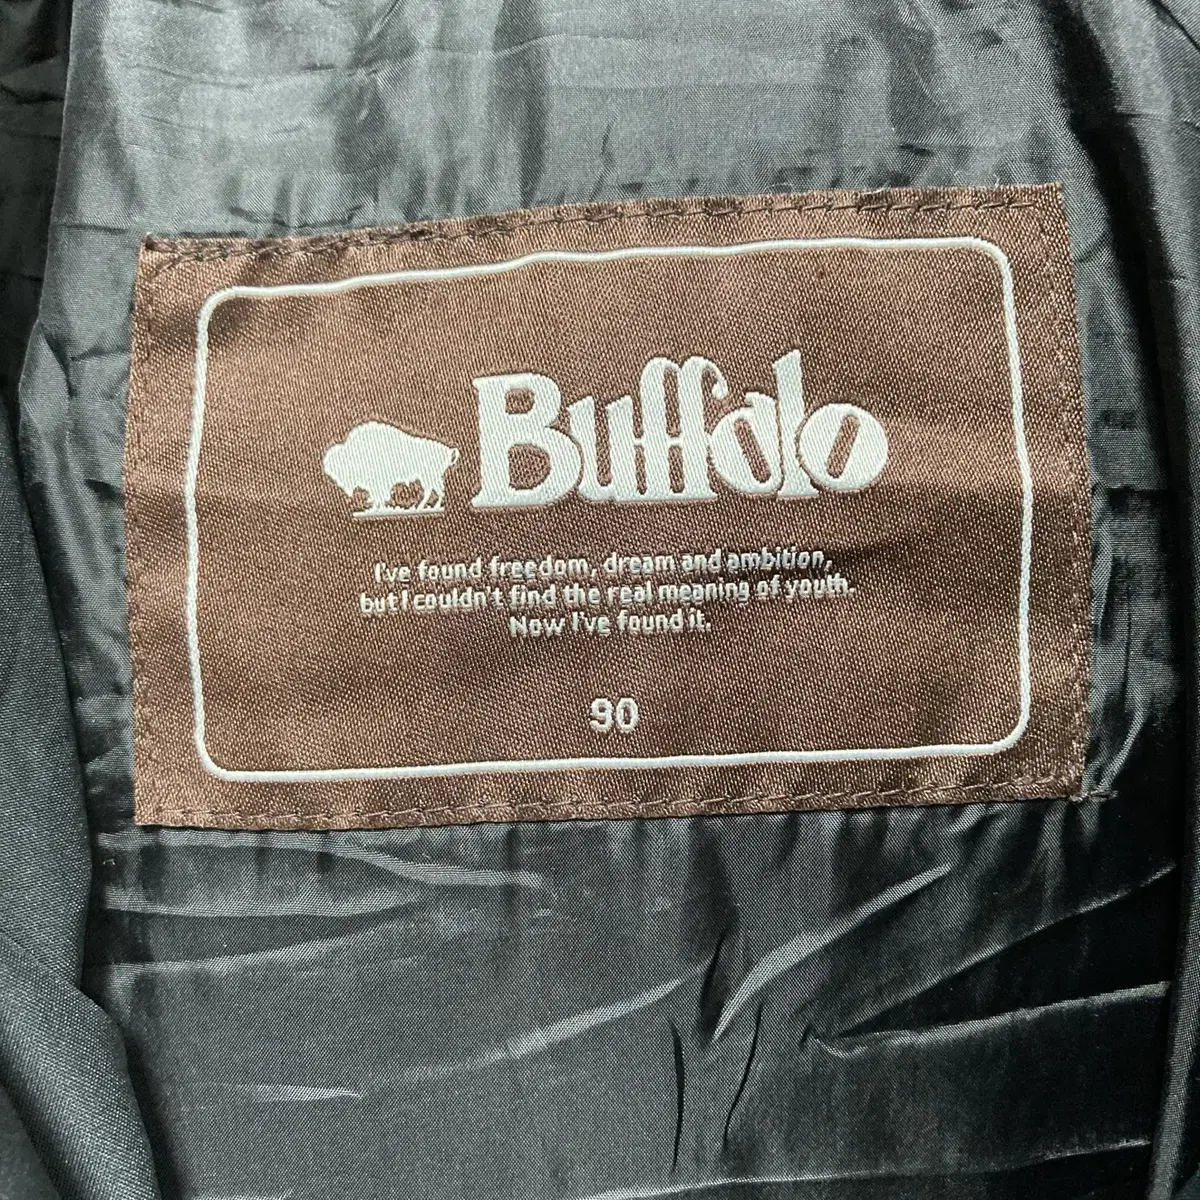 Buffalo
I've found freedom, dream and ambition,
but I couldn't find the real meaning of youth.
Now I've found it.
90